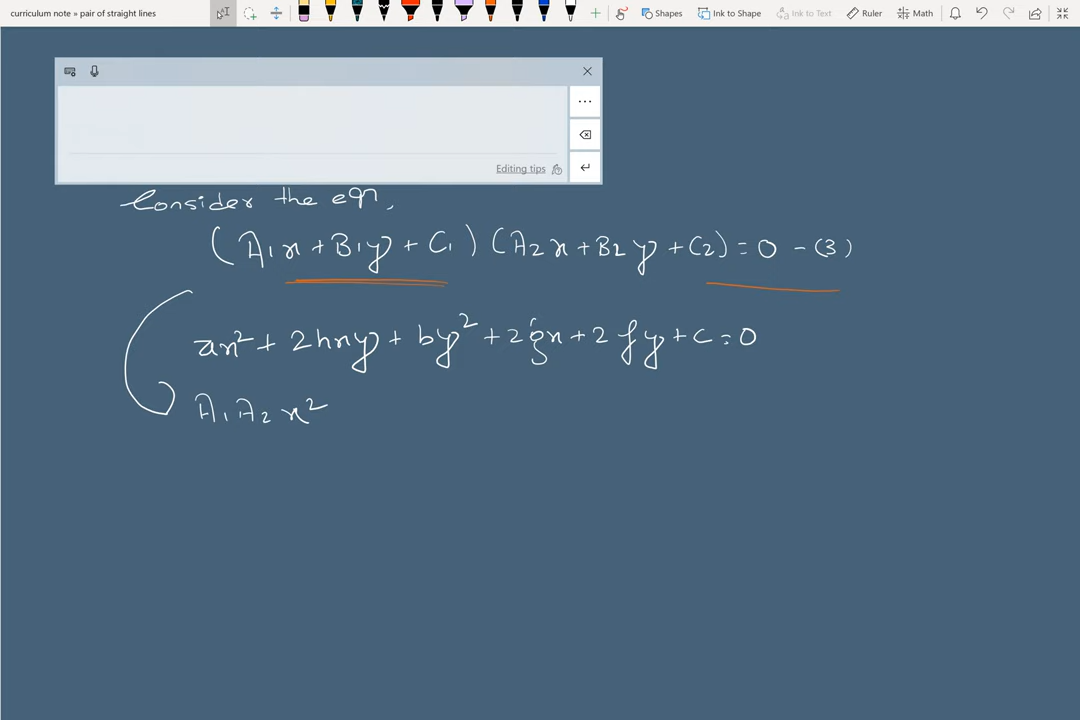 curriculum note » pair of straight lines
Shapes Ink to Shape Ink to Text Ruler Math
Editing tips
Consider the eqn,
(A₁x + B₁y + C₁) (A₂x + B₂y + C₂) = 0 - (3)
ax² + 2hxy + by² + 2gx + 2fy + c = 0
A₁A₂x²